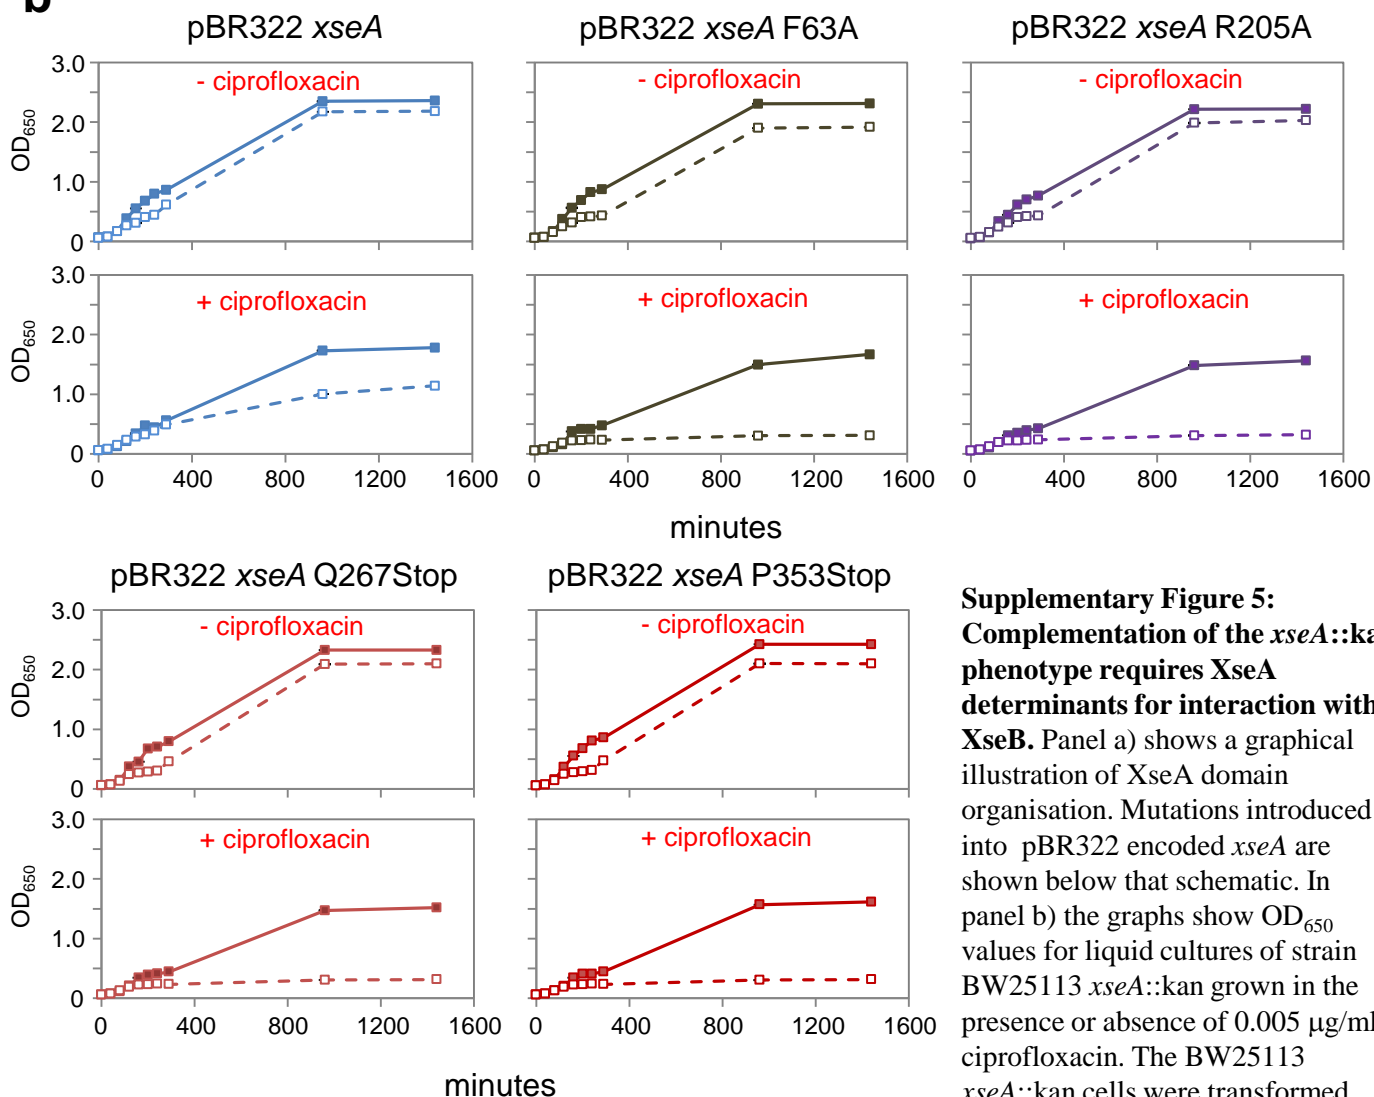 b
pBR322 xseA
pBR322 xseA F63A
pBR322 xseA R205A
- ciprofloxacin
- ciprofloxacin
- ciprofloxacin
OD650
3.0
2.0
1.0
0
+ ciprofloxacin
+ ciprofloxacin
+ ciprofloxacin
OD650
3.0
2.0
1.0
0
0 400 800 1200 1600
0 400 800 1200 1600
0 400 800 1200 1600
minutes
pBR322 xseA Q267Stop
pBR322 xseA P353Stop
- ciprofloxacin
- ciprofloxacin
OD650
3.0
2.0
1.0
0
+ ciprofloxacin
+ ciprofloxacin
OD650
3.0
2.0
1.0
0
0 400 800 1200 1600
0 400 800 1200 1600
minutes
Supplementary Figure 5:
Complementation of the xseA::ka
phenotype requires XseA
determinants for interaction with
XseB. Panel a) shows a graphical
illustration of XseA domain
organisation. Mutations introduced
into pBR322 encoded xseA are
shown below that schematic. In
panel b) the graphs show OD650
values for liquid cultures of strain
BW25113 xseA::kan grown in the
presence or absence of 0.005 μg/ml
ciprofloxacin. The BW25113
xseA::kan cells were transformed